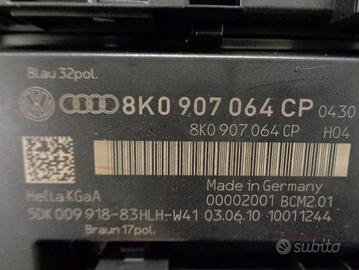 Blau 32pol.
8K0 907 064 CP 0430
8K0 907 064 CP H04
Made in Germany
Hella KGaA 00002001 BCM2.01
5DK 009 918-83HLH-W41 03.06.10 10011244
Braun 17pol.
subito